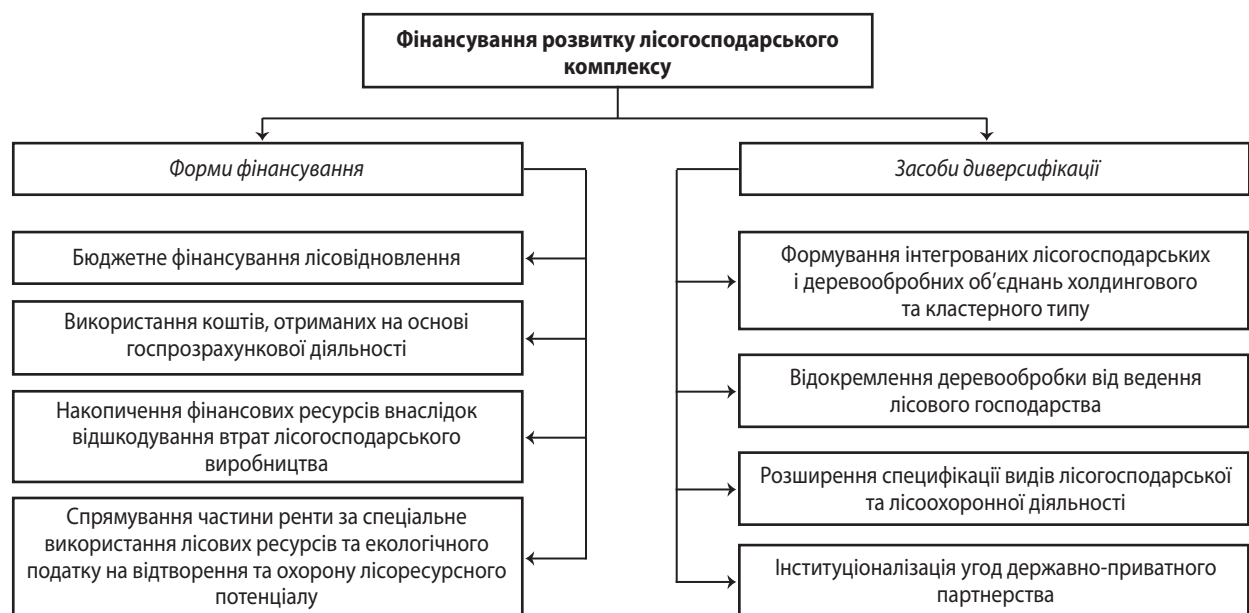 Фінансування розвитку лісогосподарського
комплексу
Форми фінансування
Бюджетне фінансування лісовідновлення
Використання коштів, отриманих на основі
госпрозрахункової діяльності
Накопичення фінансових ресурсів внаслідок
відшкодування втрат лісогосподарського
виробництва
Спрямування частини ренти за спеціальне
використання лісових ресурсів та екологічного
податку на відтворення та охорону лісоресурсного
потенціалу
Засоби диверсифікації
Формування інтегрованих лісогосподарських
і деревообробних об’єднань холдингового
та кластерного типу
Відокремлення деревообробки від ведення
лісового господарства
Розширення специфікації видів лісогосподарської
та лісоохоронної діяльності
Інституціоналізація угод державно-приватного
партнерства